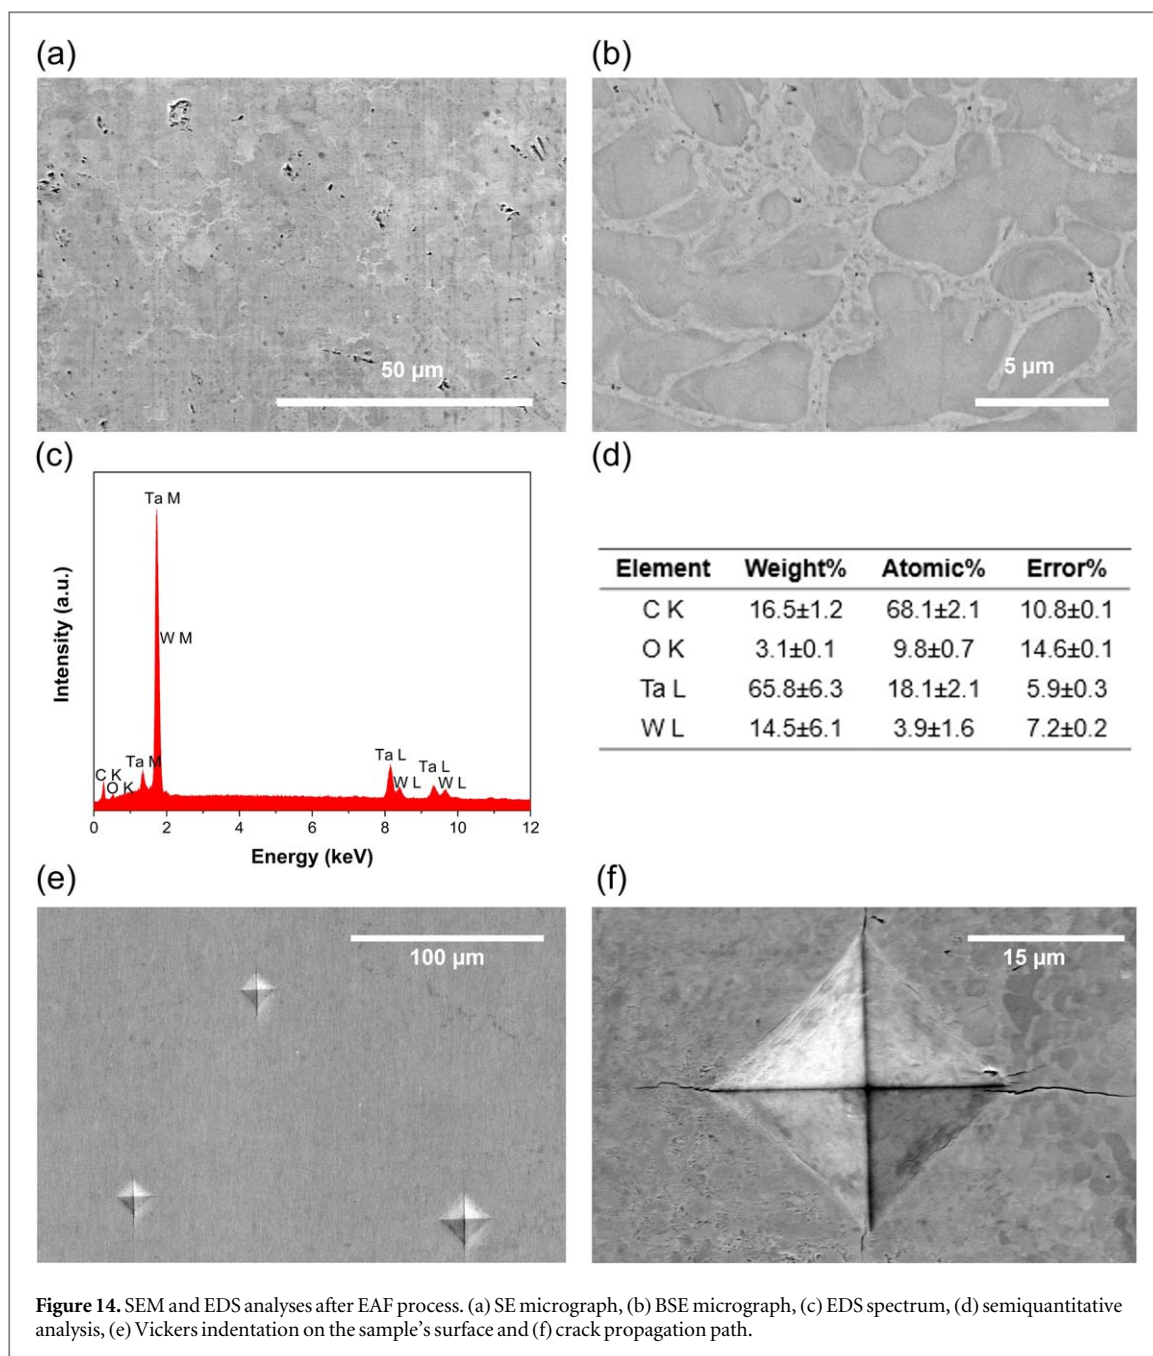 (a)
(b)
50 µm
5 µm
(c)
(d)
Ta M
W M
Ta M
C K
O K
Ta L
W L
Ta L
W L
Intensity (a.u.)
0 2 4 6 8 10 12
Energy (keV)
Element Weight% Atomic% Error%
C K 16.5±1.2 68.1±2.1 10.8±0.1
O K 3.1±0.1 9.8±0.7 14.6±0.1
Ta L 65.8±6.3 18.1±2.1 5.9±0.3
W L 14.5±6.1 3.9±1.6 7.2±0.2
(e)
(f)
100 µm
15 µm
Figure 14. SEM and EDS analyses after EAF process. (a) SE micrograph, (b) BSE micrograph, (c) EDS spectrum, (d) semiquantitative
analysis, (e) Vickers indentation on the sample's surface and (f) crack propagation path.